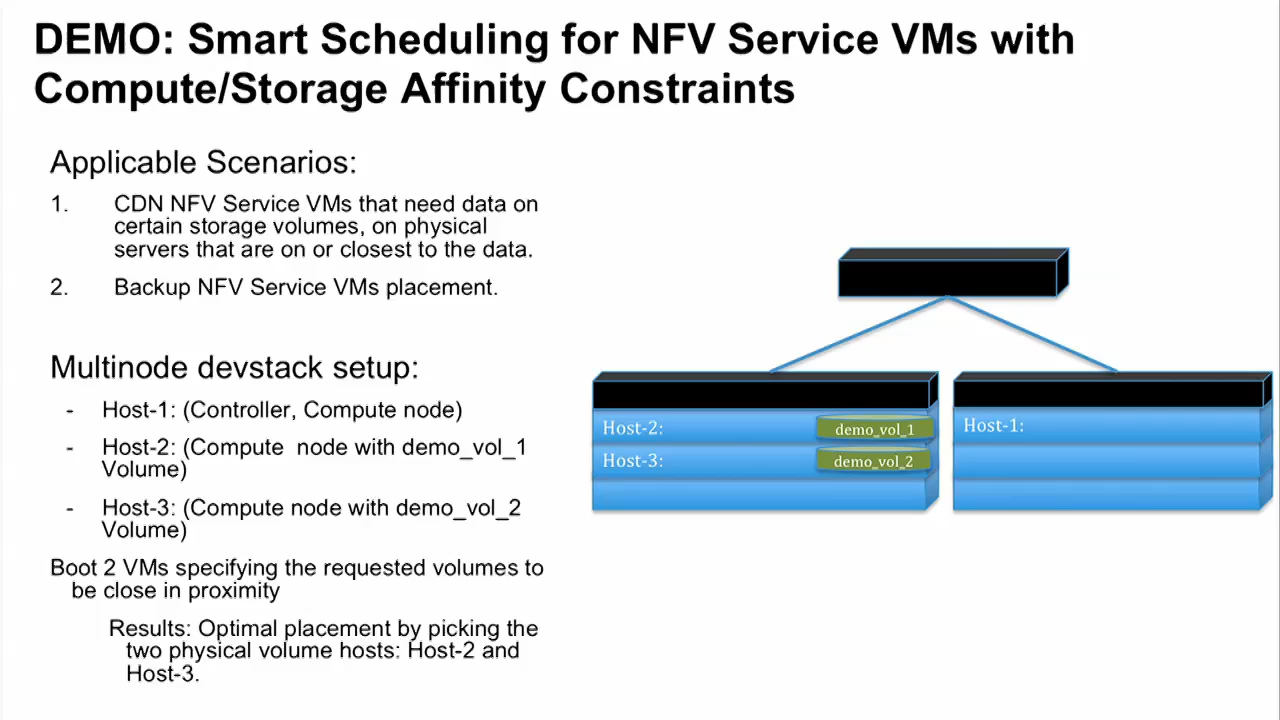 DEMO: Smart Scheduling for NFV Service VMs with
Compute/Storage Affinity Constraints
Applicable Scenarios:
1. CDN NFV Service VMs that need data on
certain storage volumes, on physical
servers that are on or closest to the data.
2. Backup NFV Service VMs placement.
Multinode devstack setup:
- Host-1: (Controller, Compute node)
- Host-2: (Compute node with demo_vol_1
Volume)
- Host-3: (Compute node with demo_vol_2
Volume)
Boot 2 VMs specifying the requested volumes to
be close in proximity
Results: Optimal placement by picking the
two physical volume hosts: Host-2 and
Host-3.
Host-2: demo_vol_1
Host-3: demo_vol_2
Host-1: